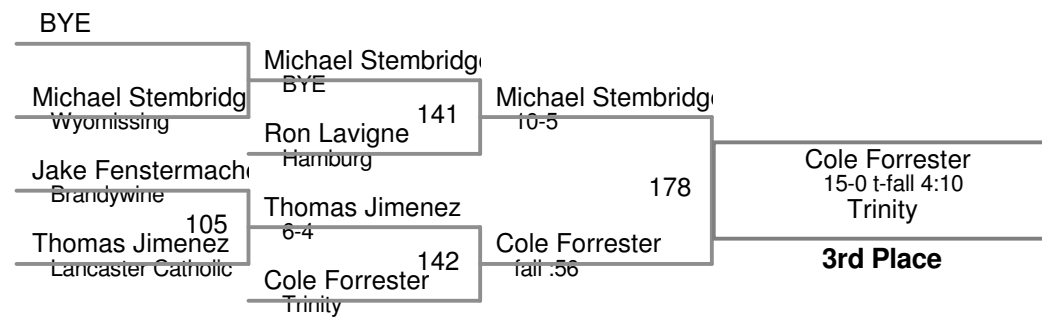 BYE
Michael Stembridg
Wyomissing
Jake Fenstermach
Brandywine
105
Thomas Jimenez
Lancaster Catholic
Michael Stembridg
BYE
141
Ron Lavigne
Hamburg
Thomas Jimenez
6-4
142
Cole Forrester
Trinity
Michael Stembridg
10-5
178
Cole Forrester
fall :56
Cole Forrester
15-0 t-fall 4:10
Trinity
3rd Place